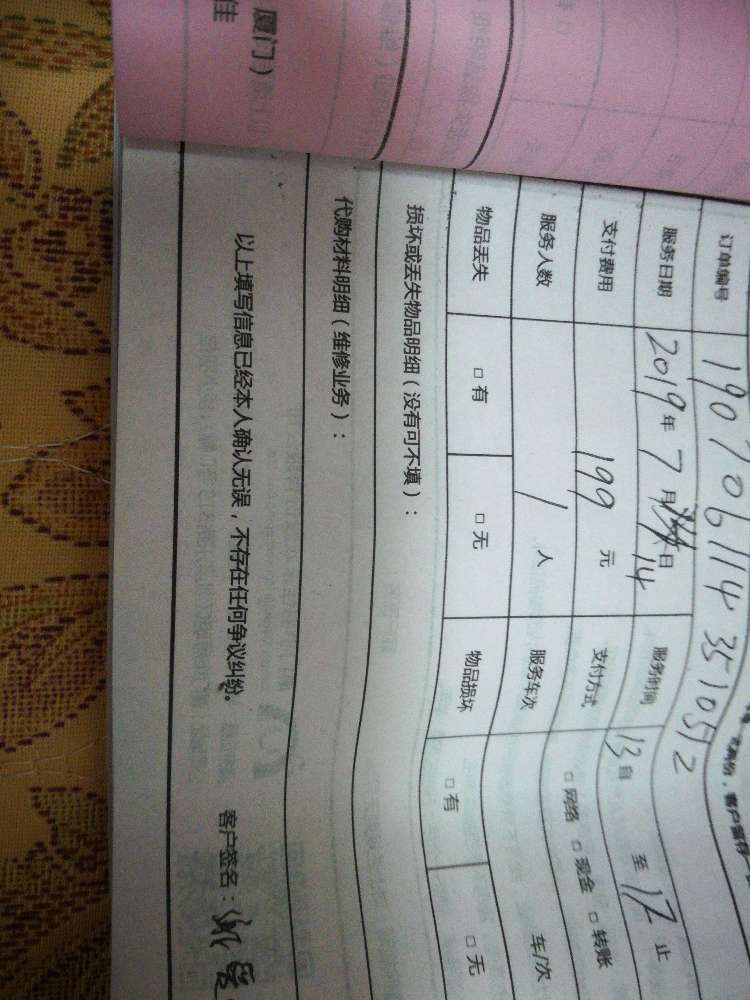 厦门)
佳
订单编号 1907061114 3510512
服务日期 2019年7月14日 服务时间 13自 至17止
支付费用 199元 支付方式 □网络 □现金 □转账
服务人数 1人 服务车次 车/次
物品丢失 □有 □无 物品损坏 □有 □无
损坏或丢失物品明细(没有可不填):
代购材料明细(维修业务):
以上填写信息已经本人确认无误,不存在任何争议纠纷。 客户签名: